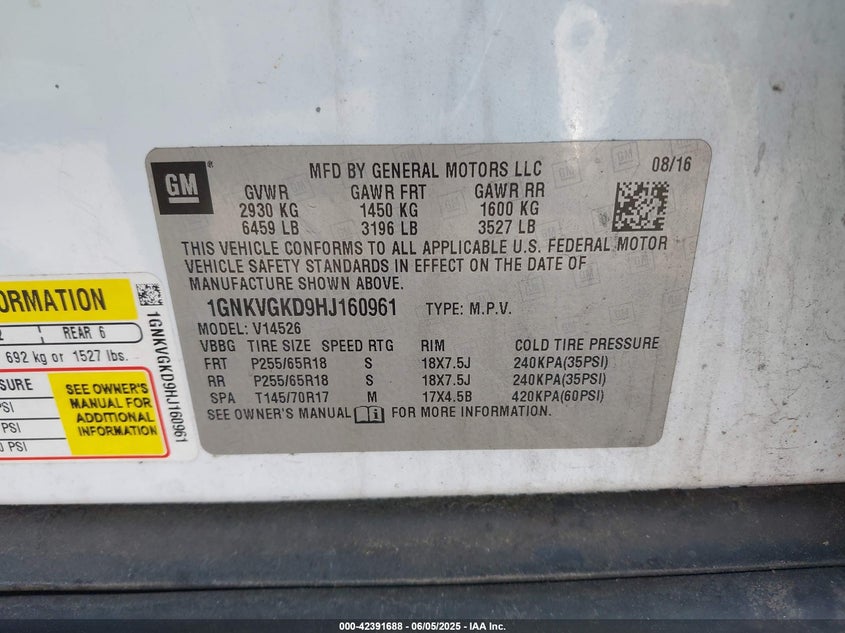 GM
®
MFD BY GENERAL MOTORS LLC 08/16
GVWR GAWR FRT GAWR RR
2930 KG 1450 KG 1600 KG
6459 LB 3196 LB 3527 LB
THIS VEHICLE CONFORMS TO ALL APPLICABLE U.S. FEDERAL MOTOR
VEHICLE SAFETY STANDARDS IN EFFECT ON THE DATE OF
MANUFACTURE SHOWN ABOVE.
1GNKVGKD9HJ160961 TYPE: M.P.V.
MODEL: V14526
VBBG TIRE SIZE SPEED RTG RIM COLD TIRE PRESSURE
FRT P255/65R18 S 18X7.5J 240KPA(35PSI)
RR P255/65R18 S 18X7.5J 240KPA(35PSI)
SPA T145/70R17 M 17X4.5B 420KPA(60PSI)
SEE OWNER'S MANUAL i FOR MORE INFORMATION.
ORMATION
2 REAR 6
692 kg or 1527 lbs.
SURE
PSI
PSI
0 PSI
SEE OWNER'S
MANUAL FOR
ADDITIONAL
INFORMATION
1GNKVGKD9HJ160961
000-42391688 - 06/05/2025 - IAA Inc.